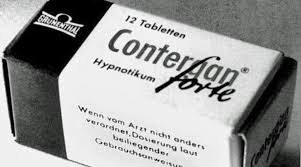 GRÜNENTHAL
12 Tabletten
Contergan®
forte
Hypnotikum
Wenn vom Arzt nicht anders
verordnet, Dosierung laut
beiliegender
Gebrauchsanweisung